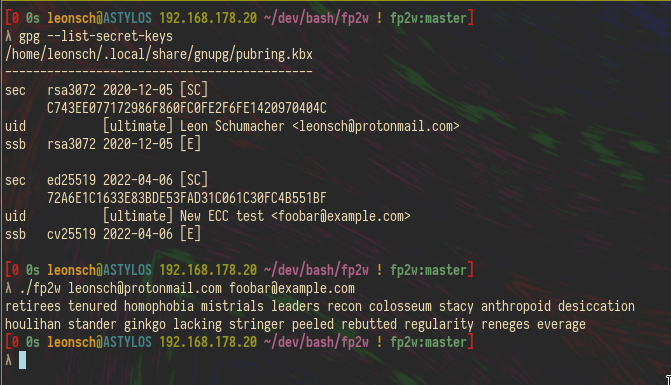 [0 0s leonsch@ASTYLOS 192.168.178.20 ~/dev/bash/fp2w ! fp2w:master]
λ gpg --list-secret-keys
/home/leonsch/.local/share/gnupg/pubring.kbx
--------------------------------------------
sec   rsa3072 2020-12-05 [SC]
      C743EE077172986F860FC0FE2F6FE1420970404C
uid           [ultimate] Leon Schumacher <leonsch@protonmail.com>
ssb   rsa3072 2020-12-05 [E]

sec   ed25519 2022-04-06 [SC]
      72A6E1C1633E83BDE53FAD31C061C30FC4B551BF
uid           [ultimate] New ECC test <foobar@example.com>
ssb   cv25519 2022-04-06 [E]

[0 0s leonsch@ASTYLOS 192.168.178.20 ~/dev/bash/fp2w ! fp2w:master]
λ ./fp2w leonsch@protonmail.com foobar@example.com
retirees tenured homophobia mistrials leaders recon colosseum stacy anthropoid desiccation
houlihan stander ginkgo lacking stringer peeled rebutted regularity reneges everage
[0 0s leonsch@ASTYLOS 192.168.178.20 ~/dev/bash/fp2w ! fp2w:master]
λ